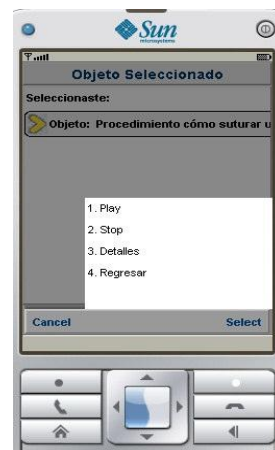 Sun
microsystems
Objeto Seleccionado
Seleccionaste:
Objeto: Procedimiento cómo suturar u
1. Play
2. Stop
3. Detalles
4. Regresar
Cancel Select